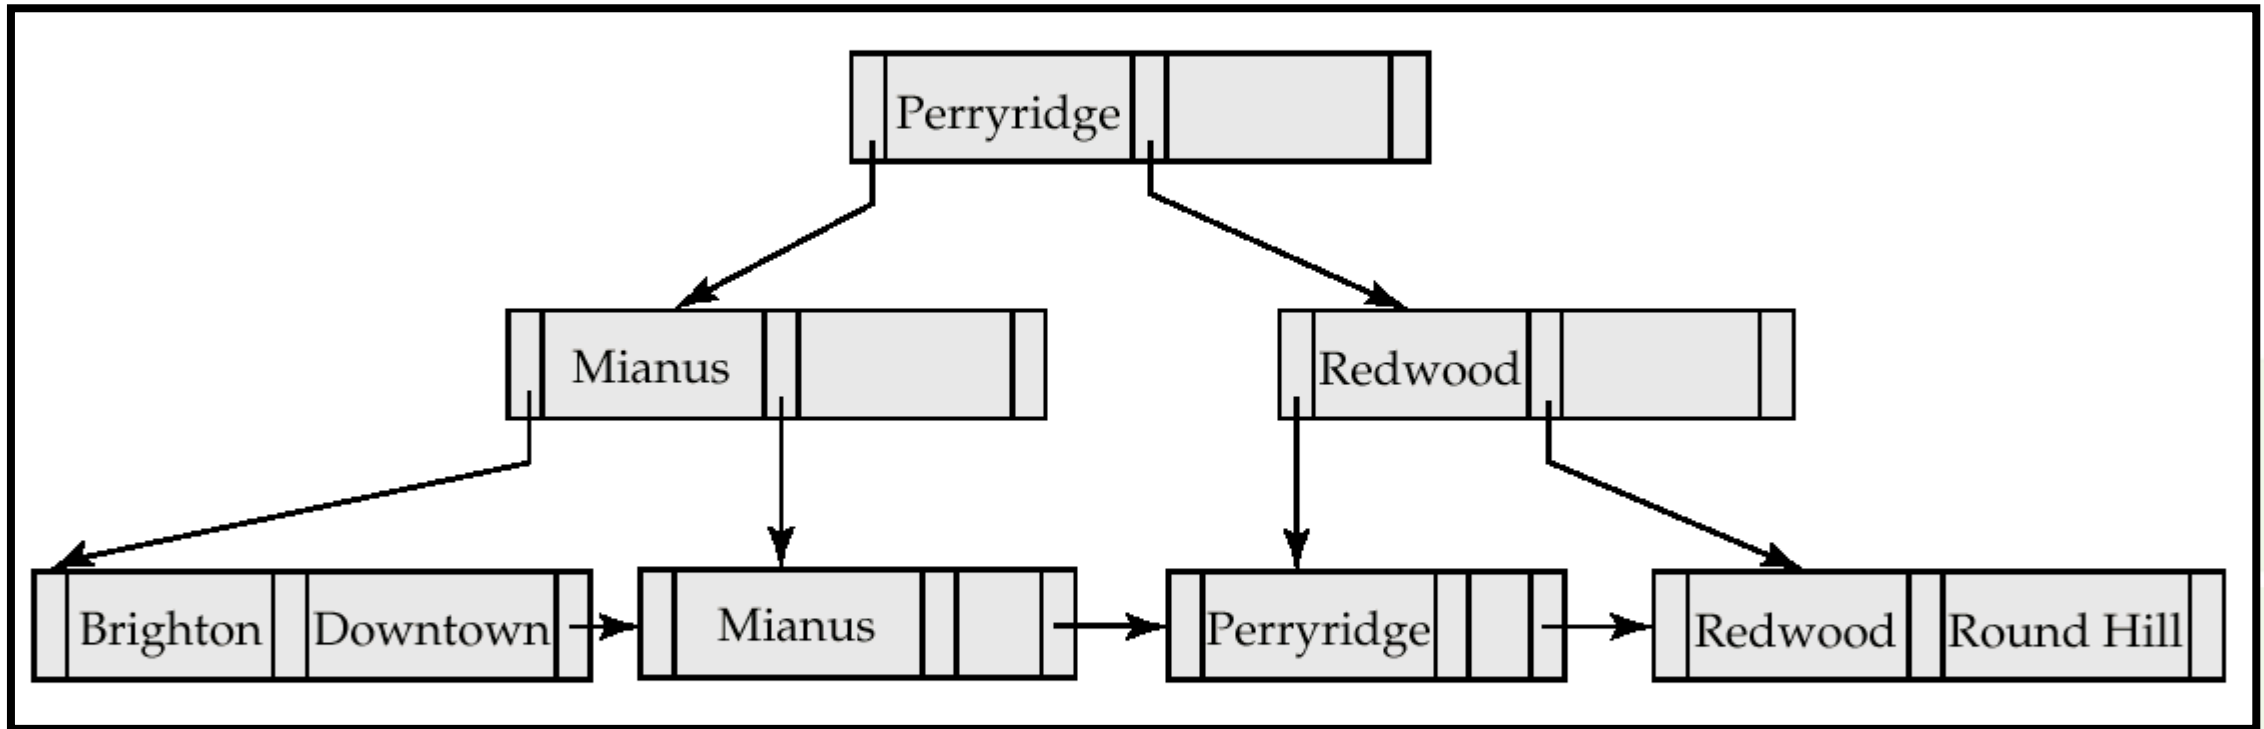 Perryridge
Mianus
Redwood
Brighton Downtown
Mianus
Perryridge
Redwood Round Hill